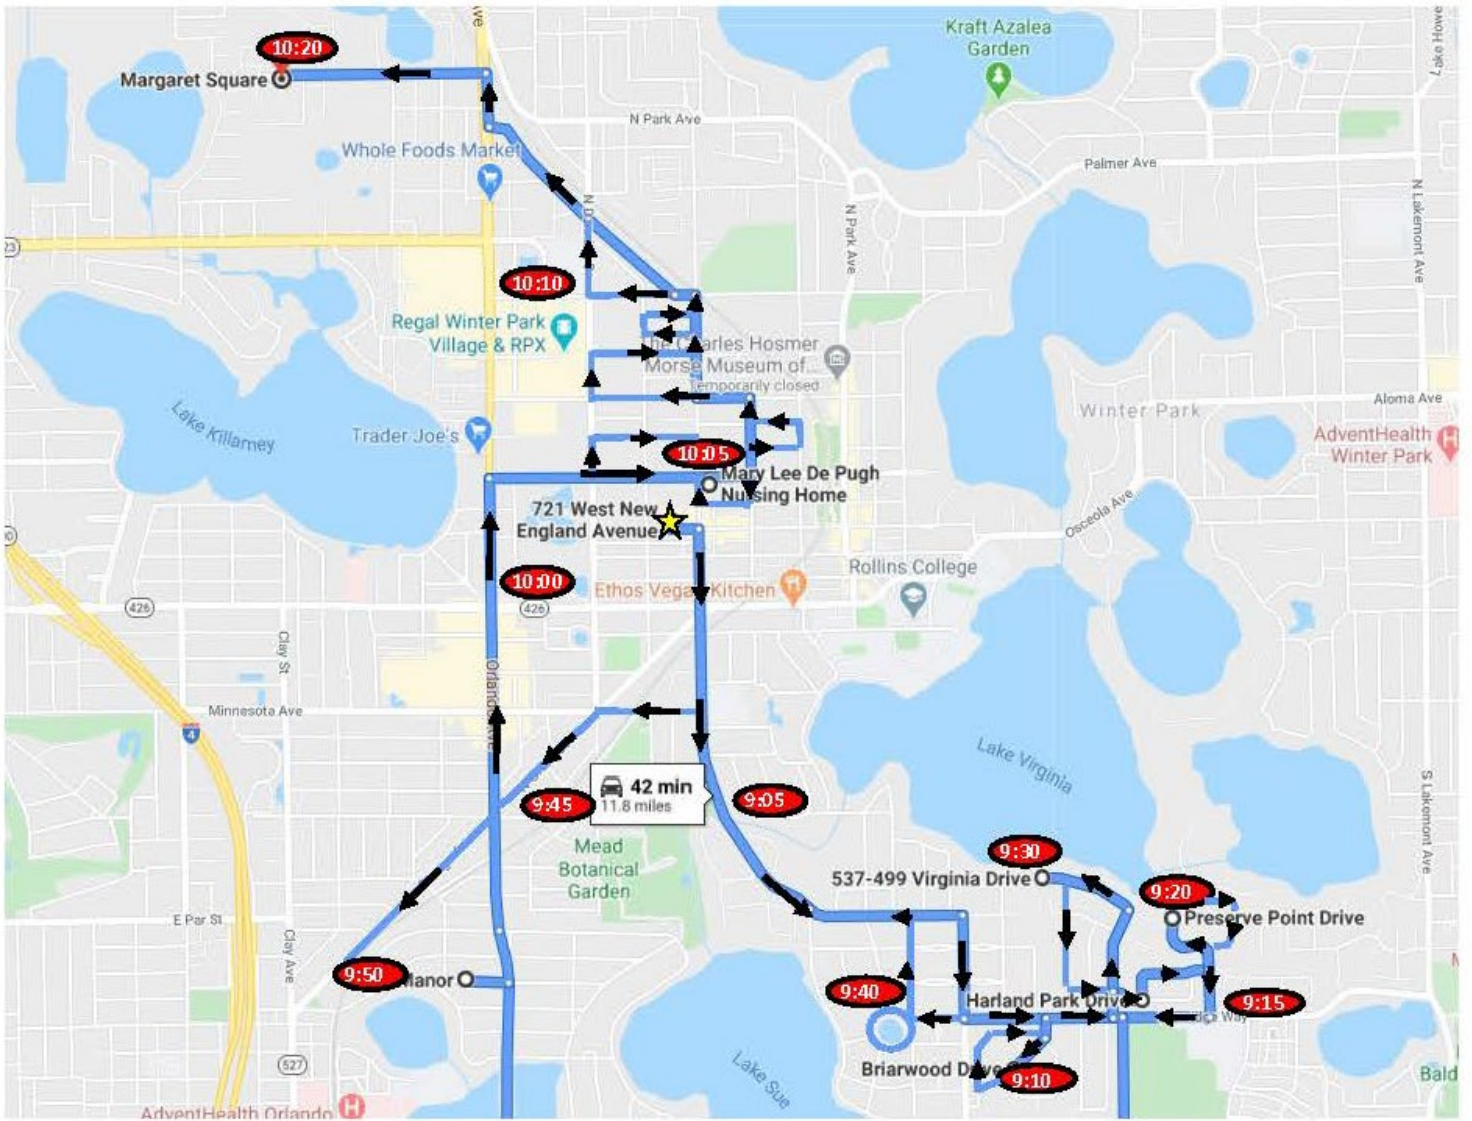 10:20
Margaret Square
Kraft Azalea
Garden
N Park Ave
Whole Foods Market
Palmer Ave
N Lakemont Ave
N Park Ave
10:10
Regal Winter Park
Village & RPX
Morse Museum of...
Temporarily closed
Lake Killarney
Trader Joe's
Winter Park
Aloma Ave
AdventHealth
Winter Park
10:05
Mary Lee De Pugh
Nursing Home
721 West New
England Avenue
Osceola Ave
10:00
Rollins College
426
426
Clay St
Minnesota Ave
4
Lake Virginia
S Lakemont Ave
42 min
11.8 miles
9:45
9:05
Mead
Botanical
Garden
9:30
537-499 Virginia Drive
9:20
Preserve Point Drive
E Par St
Clay Ave
9:50
9:40
Harland Park Drive
9:15
Way
Briarwood
9:10
527
Lake Sue
Bald
AdventHealth Orlando